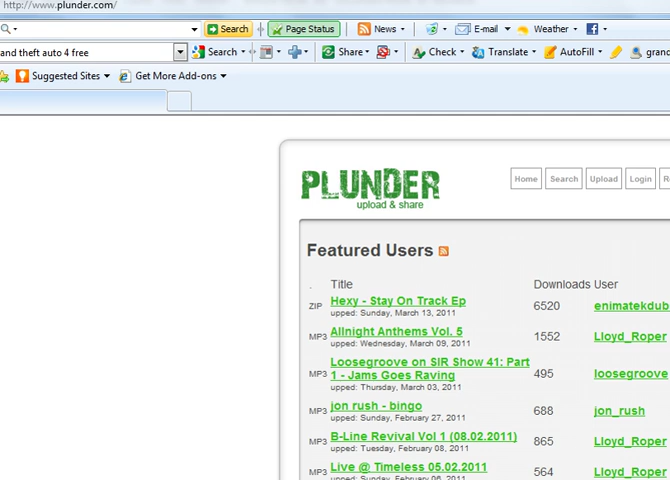 http://www.plunder.com/
Search Page Status News E-mail Weather
and theft auto 4 free Search Share Check Translate AutoFill grand
Suggested Sites Get More Add-ons
PLUNDER
upload & share
Home Search Upload Login
Featured Users
. Title Downloads User
ZIP Hexy - Stay On Track Ep 6520 enimatekdub
upped: Sunday, March 13, 2011
MP3 Allnight Anthems Vol. 5 1552 Lloyd_Roper
upped: Wednesday, March 09, 2011
Loosegroove on SIR Show 41: Part
MP3 1 - Jams Goes Raving 495 loosegroove
upped: Thursday, March 03, 2011
MP3 jon rush - bingo 688 jon_rush
upped: Sunday, February 27, 2011
MP3 B-Line Revival Vol 1 (08.02.2011) 865 Lloyd_Roper
upped: Tuesday, February 08, 2011
MP3 Live @ Timeless 05.02.2011 564 Lloyd_Roper
upped: Sunday, February 06, 2011